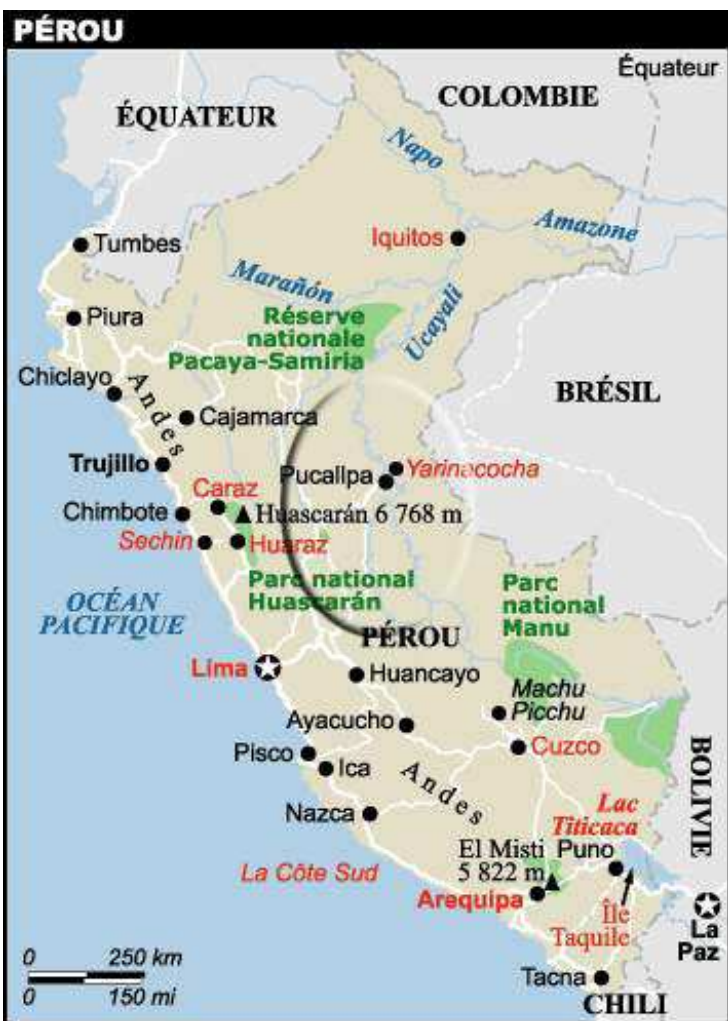 PÉROU
Équateur
COLOMBIE
ÉQUATEUR
Napo
Amazone
Iquitos
Tumbes
Marañón
Ucayali
Piura
Réserve
nationale
Pacaya-Samiria
BRÉSIL
Chiclayo
Andes
Cajamarca
Trujillo
Pucallpa
Yarinacocha
Caraz
Chimbote
Huascarán 6 768 m
Sechin
Huaraz
Parc national
Huascarán
Parc
national
Manu
OCÉAN
PACIFIQUE
PÉROU
Lima
Huancayo
Machu
Picchu
Ayacucho
Cuzco
Pisco
Ica
Andes
BOLIVIE
Nazca
Lac
Titicaca
El Misti
5 822 m
Puno
La Côte Sud
Arequipa
Île
Taquile
La
Paz
0 250 km
0 150 mi
Tacna
CHILI